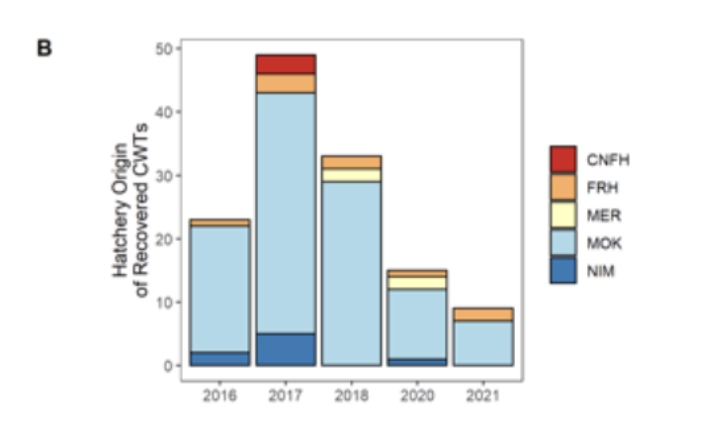 B
Hatchery Origin
of Recovered CWTs
50
40
30
20
10
0
2016 2017 2018 2020 2021
CNFH
FRH
MER
MOK
NIM